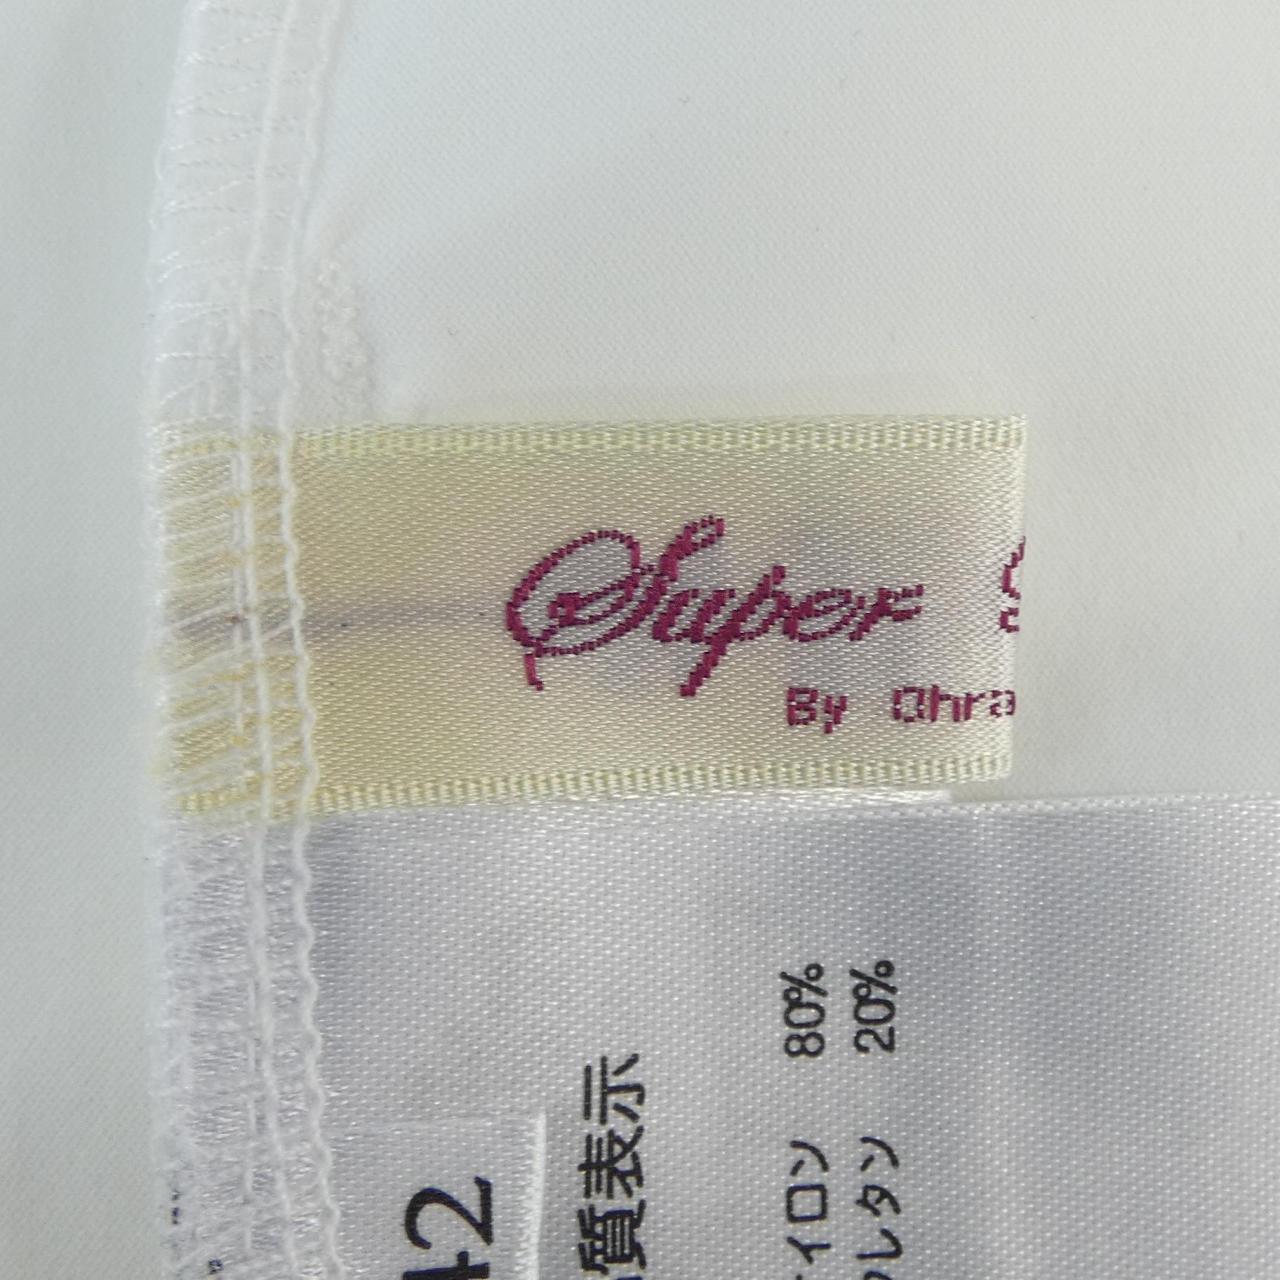 Super
By Ohra
42
質表示
イロン 80%
レタン 20%